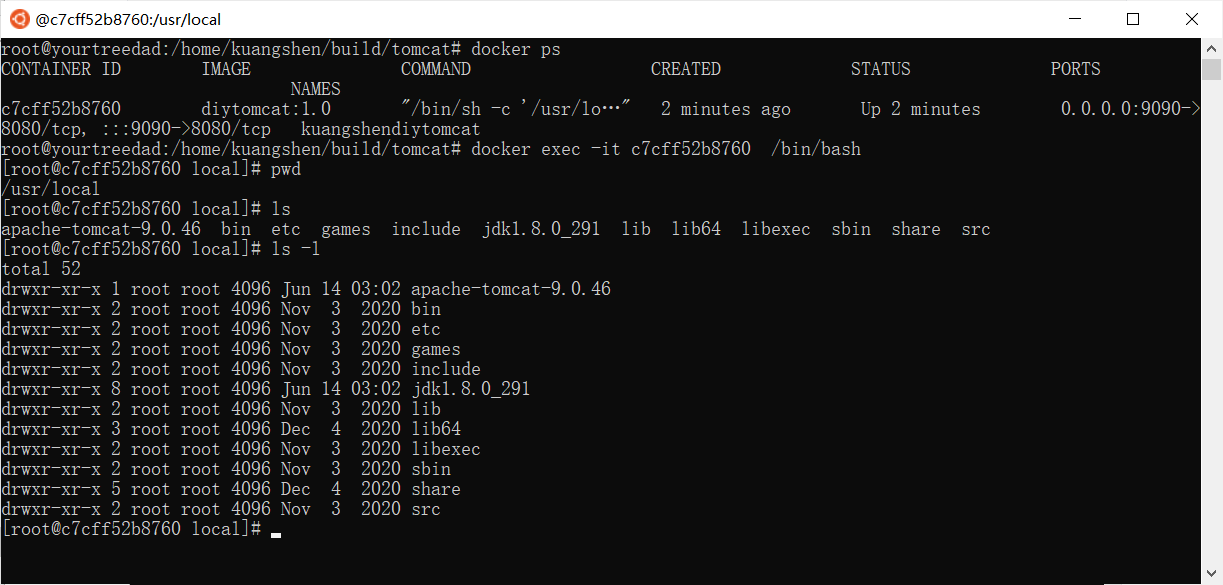 @c7cff52b8760:/usr/local
root@yourtreedad:/home/kuangshen/build/tomcat# docker ps
CONTAINER ID        IMAGE               COMMAND                  CREATED             STATUS              PORTS
                             NAMES
c7cff52b8760        diytomcat:1.0       "/bin/sh -c '/usr/lo…"   2 minutes ago       Up 2 minutes        0.0.0.0:9090->
8080/tcp, :::9090->8080/tcp   kuangshendiytomcat
root@yourtreedad:/home/kuangshen/build/tomcat# docker exec -it c7cff52b8760  /bin/bash
[root@c7cff52b8760 local]# pwd
/usr/local
[root@c7cff52b8760 local]# ls
apache-tomcat-9.0.46  bin  etc  games  include  jdk1.8.0_291  lib  lib64  libexec  sbin  share  src
[root@c7cff52b8760 local]# ls -l
total 52
drwxr-xr-x 1 root root 4096 Jun 14 03:02 apache-tomcat-9.0.46
drwxr-xr-x 2 root root 4096 Nov  3  2020 bin
drwxr-xr-x 2 root root 4096 Nov  3  2020 etc
drwxr-xr-x 2 root root 4096 Nov  3  2020 games
drwxr-xr-x 2 root root 4096 Nov  3  2020 include
drwxr-xr-x 8 root root 4096 Jun 14 03:02 jdk1.8.0_291
drwxr-xr-x 2 root root 4096 Nov  3  2020 lib
drwxr-xr-x 3 root root 4096 Dec  4  2020 lib64
drwxr-xr-x 2 root root 4096 Nov  3  2020 libexec
drwxr-xr-x 2 root root 4096 Nov  3  2020 sbin
drwxr-xr-x 5 root root 4096 Dec  4  2020 share
drwxr-xr-x 2 root root 4096 Nov  3  2020 src
[root@c7cff52b8760 local]#